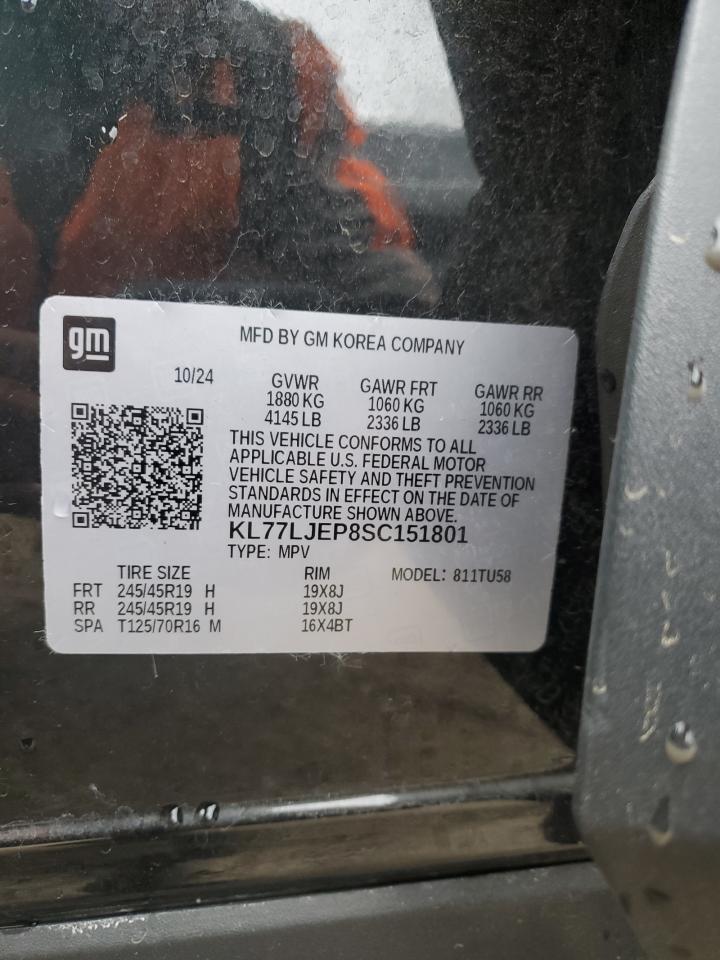 gm
MFD BY GM KOREA COMPANY
10/24
GVWR GAWR FRT GAWR RR
1880 KG 1060 KG 1060 KG
4145 LB 2336 LB 2336 LB
THIS VEHICLE CONFORMS TO ALL
APPLICABLE U.S. FEDERAL MOTOR
VEHICLE SAFETY AND THEFT PREVENTION
STANDARDS IN EFFECT ON THE DATE OF
MANUFACTURE SHOWN ABOVE.
KL77LJEP8SC151801
TYPE: MPV
TIRE SIZE RIM MODEL: 811TU58
FRT 245/45R19 H 19X8J
RR 245/45R19 H 19X8J
SPA T125/70R16 M 16X4BT